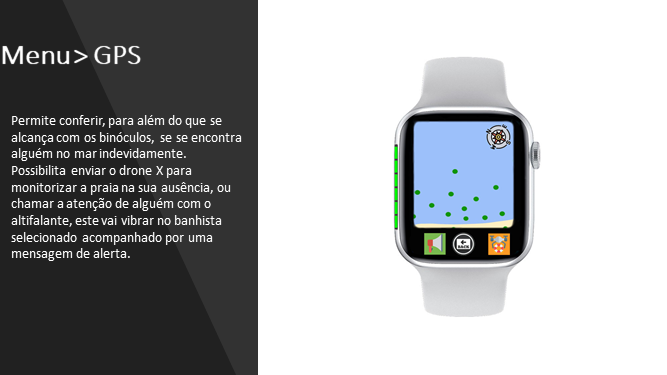 Menu> GPS
Permite conferir, para além do que se
alcança com os binóculos, se se encontra
alguém no mar indevidamente.
Possibilita enviar o drone X para
monitorizar a praia na sua ausência, ou
chamar a atenção de alguém com o
altifalante, este vai vibrar no banhista
selecionado acompanhado por uma
mensagem de alerta.
BACK